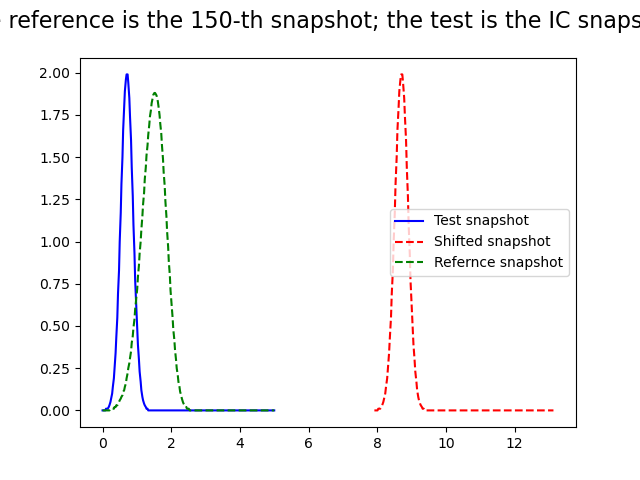 reference is the 150-th snapshot; the test is the IC snaps
2.00
1.75
1.50
1.25
1.00
0.75
0.50
0.25
0.00
Test snapshot
Shifted snapshot
Refernce snapshot
0 2 4 6 8 10 12